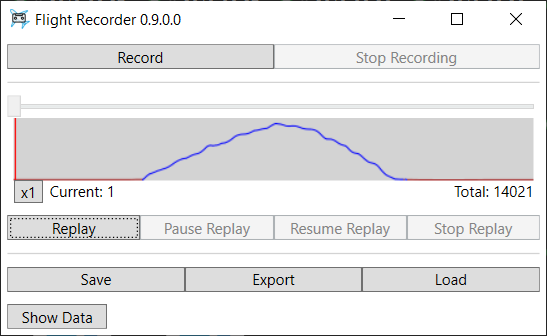 Flight Recorder 0.9.0.0
Record Stop Recording
x1 Current: 1 Total: 14021
Replay Pause Replay Resume Replay Stop Replay
Save Export Load
Show Data